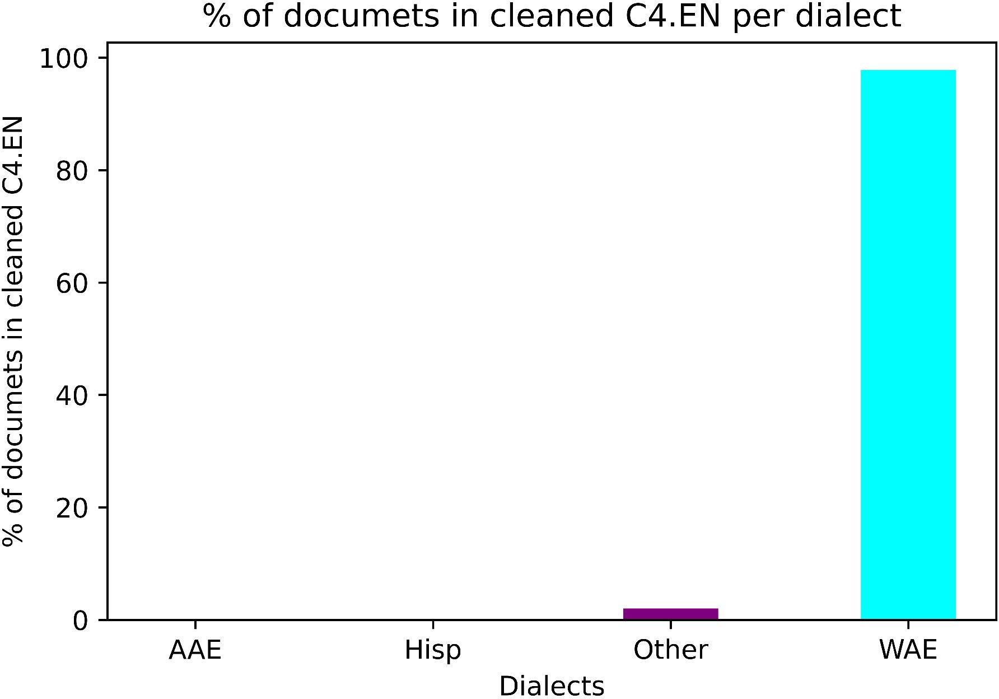 % of documets in cleaned C4.EN per dialect
% of documets in cleaned C4.EN
100
80
60
40
20
0
AAE Hisp Other WAE
Dialects